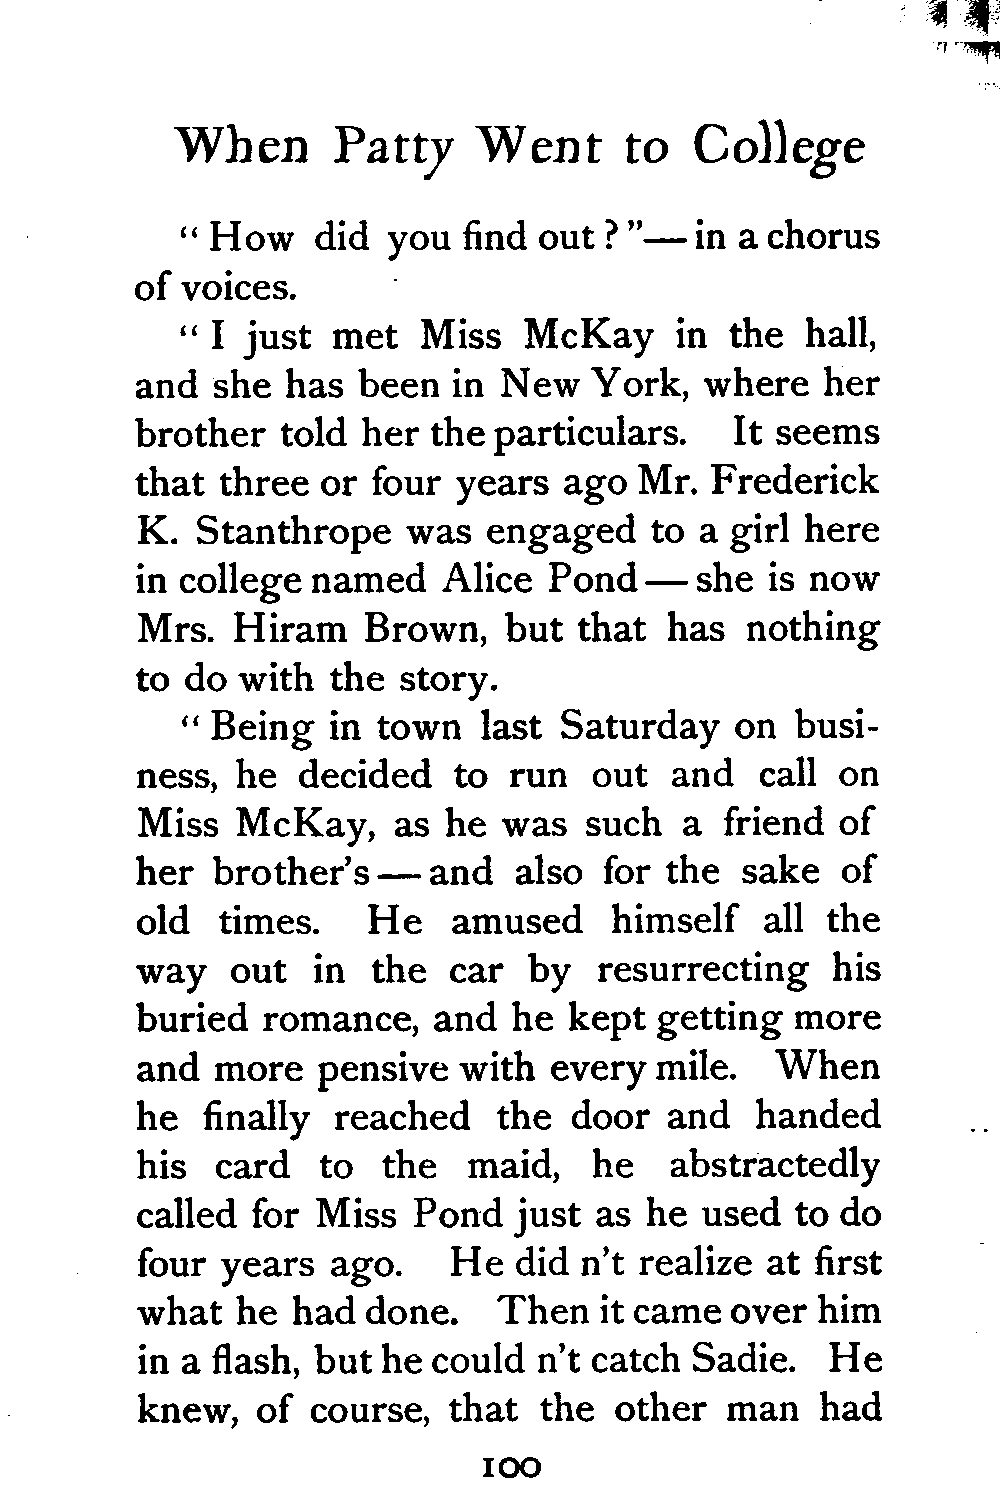 When Patty Went to College
“ How did you find out ? ”— in a chorus
of voices.
“ I just met Miss McKay in the hall,
and she has been in New York, where her
brother told her the particulars. It seems
that three or four years ago Mr. Frederick
K. Stanthrope was engaged to a girl here
in college named Alice Pond — she is now
Mrs. Hiram Brown, but that has nothing
to do with the story.
“ Being in town last Saturday on busi-
ness, he decided to run out and call on
Miss McKay, as he was such a friend of
her brother’s — and also for the sake of
old times. He amused himself all the
way out in the car by resurrecting his
buried romance, and he kept getting more
and more pensive with every mile. When
he finally reached the door and handed
his card to the maid, he abstractedly
called for Miss Pond just as he used to do
four years ago. He did n’t realize at first
what he had done. Then it came over him
in a flash, but he could n’t catch Sadie. He
knew, of course, that the other man had
100